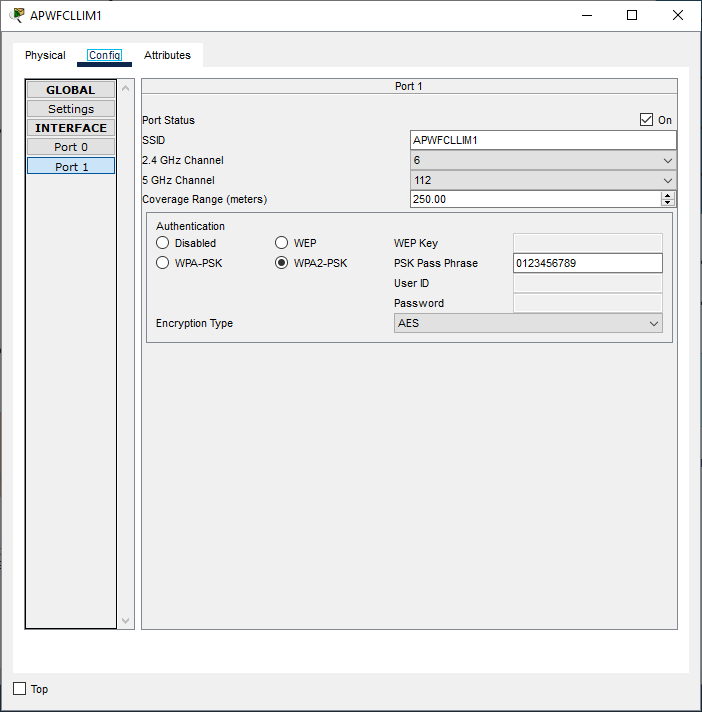 APWFCLLIM1
Physical Config Attributes
GLOBAL
Settings
INTERFACE
Port 0
Port 1
Port 1
Port Status On
SSID APWFCLLIM1
2.4 GHz Channel 6
5 GHz Channel 112
Coverage Range (meters) 250.00
Authentication
Disabled WEP WEP Key
WPA-PSK WPA2-PSK PSK Pass Phrase 0123456789
User ID
Password
Encryption Type AES
Top